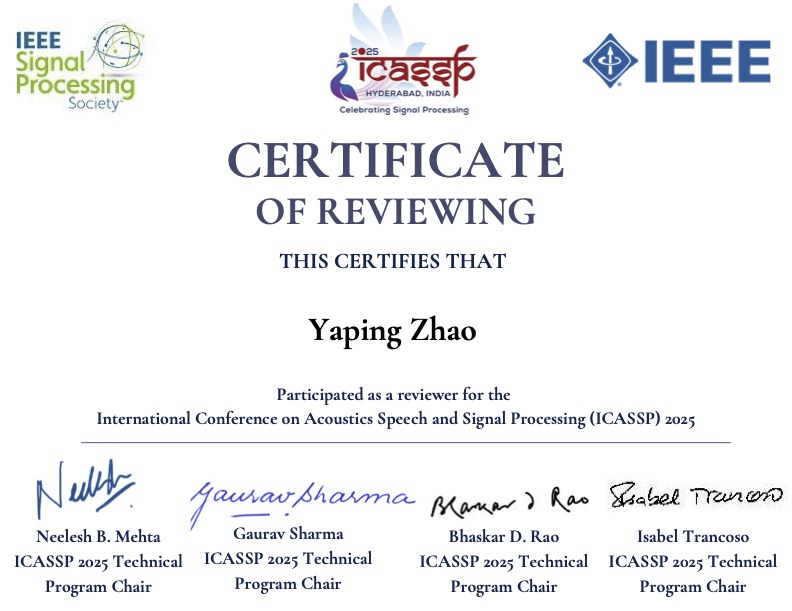 IEEE
Signal
Processing
Society
2025
icassp
HYDERABAD, INDIA
Celebrating Signal Processing
IEEE
CERTIFICATE
OF REVIEWING
THIS CERTIFIES THAT
Yaping Zhao
Participated as a reviewer for the
International Conference on Acoustics Speech and Signal Processing (ICASSP) 2025
Neelesh
Gaurav Sharma
Bhaskar D Rao
Isabel Trancoso
Neelesh B. Mehta
ICASSP 2025 Technical
Program Chair
Gaurav Sharma
ICASSP 2025 Technical
Program Chair
Bhaskar D. Rao
ICASSP 2025 Technical
Program Chair
Isabel Trancoso
ICASSP 2025 Technical
Program Chair